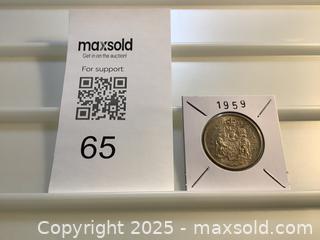 maxsold
Get in on the auction!
For support:
65
1959
Copyright 2025 - maxsold.com